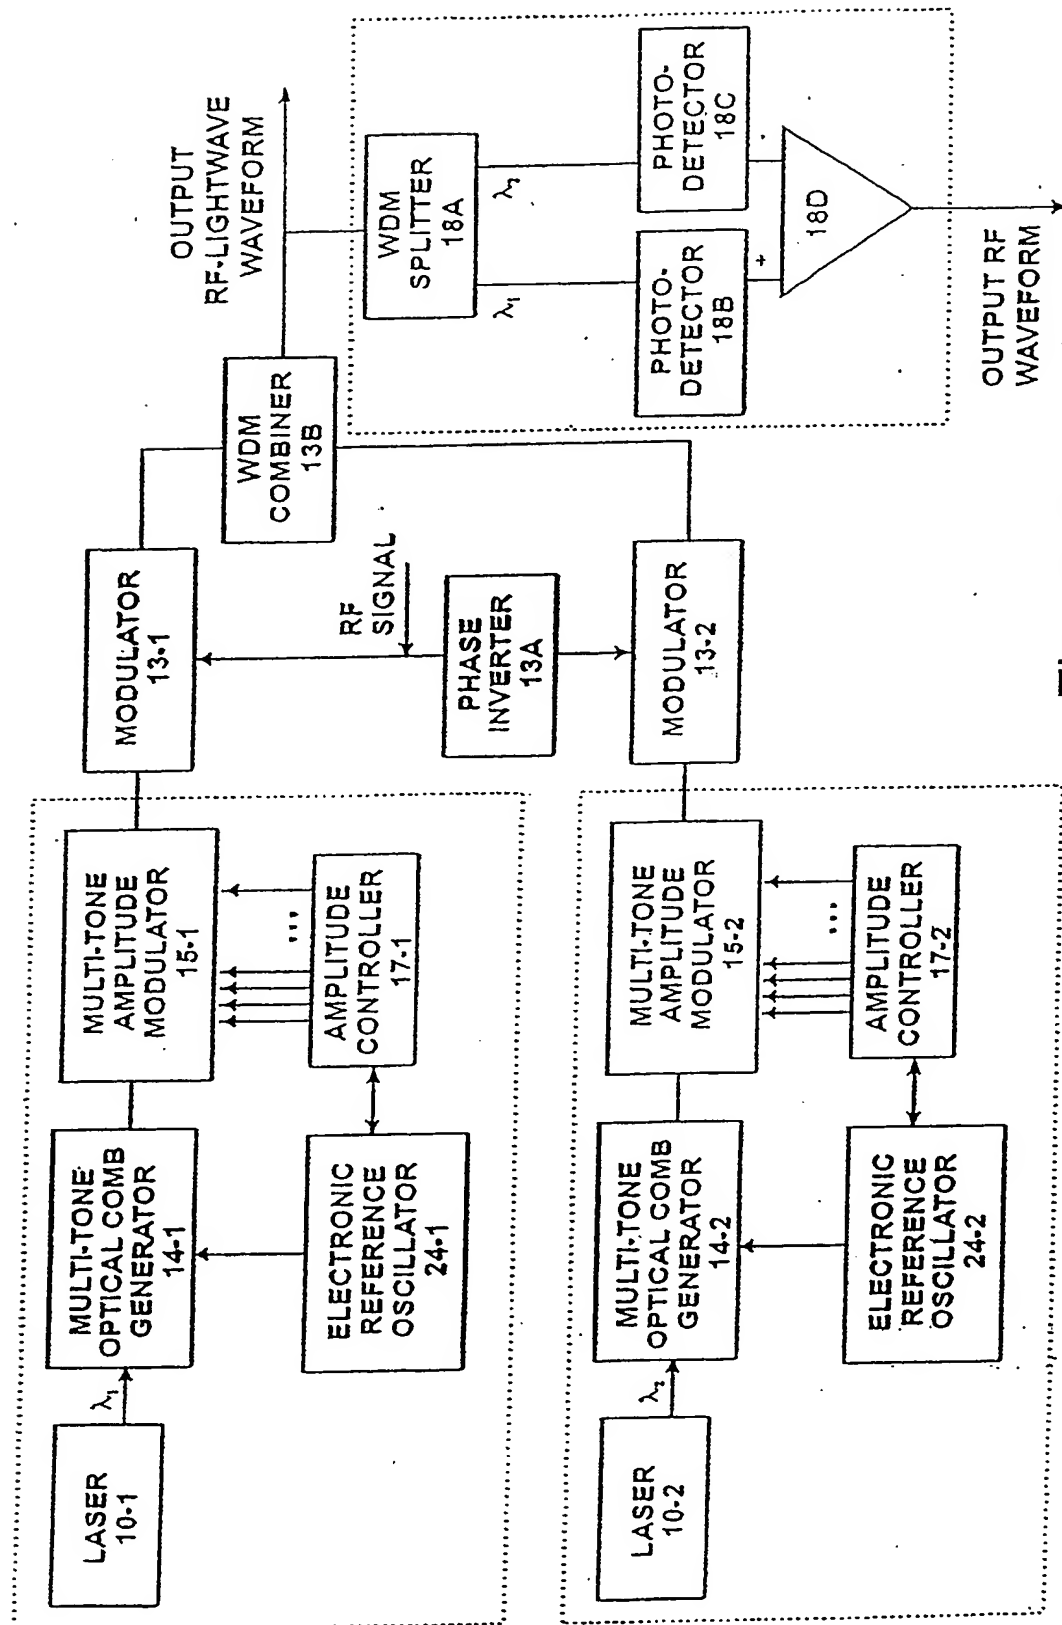 LASER
10-1
λ₁
MULTI-TONE
OPTICAL COMB
GENERATOR
14-1
ELECTRONIC
REFERENCE
OSCILLATOR
24-1
MULTI-TONE
AMPLITUDE
MODULATOR
15-1
...
AMPLITUDE
CONTROLLER
17-1
MODULATOR
13-1
RF
SIGNAL
PHASE
INVERTER
13A
WDM
COMBINER
13B
OUTPUT
RF-LIGHTWAVE
WAVEFORM
LASER
10-2
λ₂
MULTI-TONE
OPTICAL COMB
GENERATOR
14-2
ELECTRONIC
REFERENCE
OSCILLATOR
24-2
MULTI-TONE
AMPLITUDE
MODULATOR
15-2
...
AMPLITUDE
CONTROLLER
17-2
MODULATOR
13-2
WDM
SPLITTER
18A
λ₁
λ₂
PHOTO-
DETECTOR
18B
PHOTO-
DETECTOR
18C
+
-
18D
OUTPUT RF
WAVEFORM